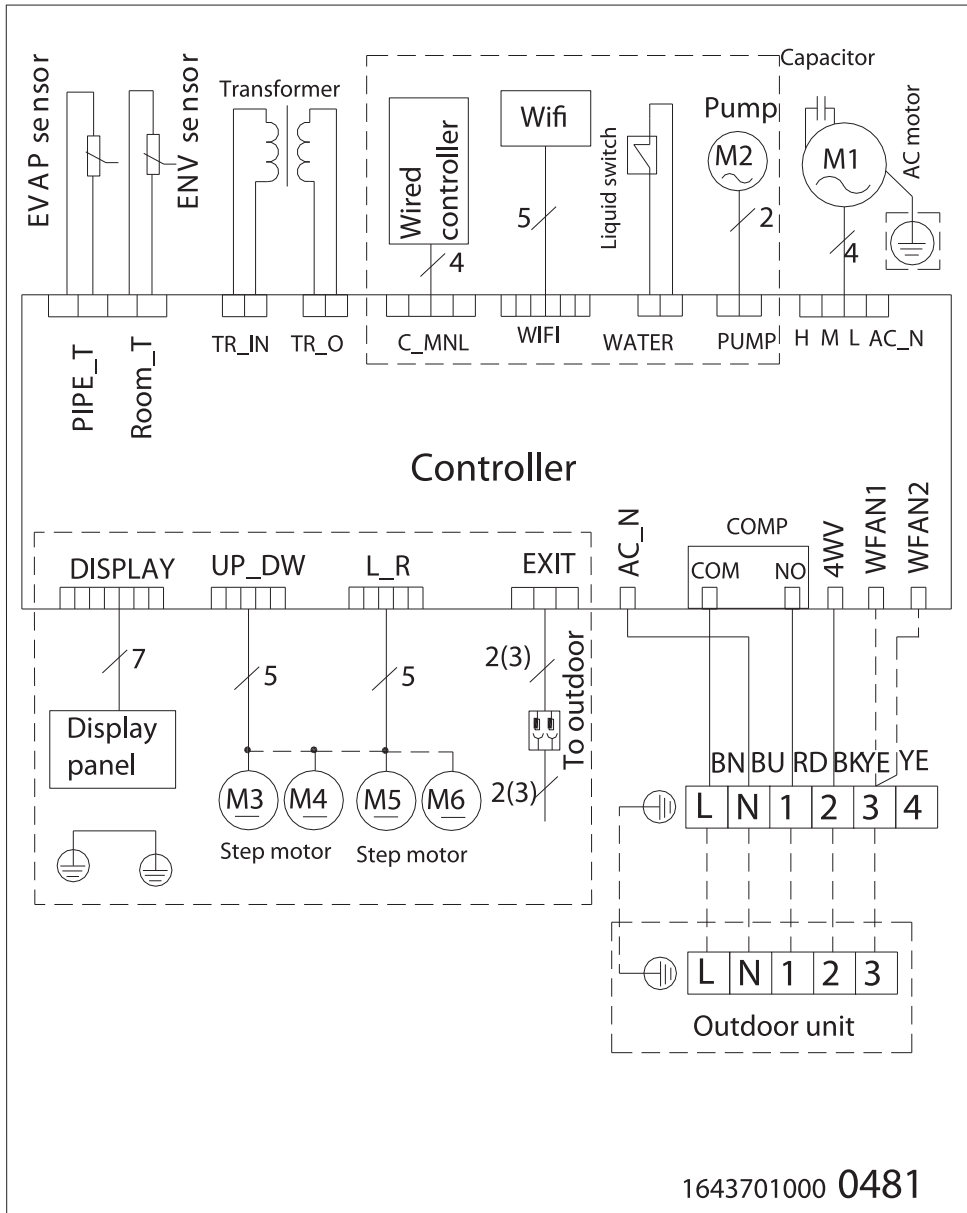 EVAP sensor
ENV sensor
Transformer
Wired
controller
Wifi
Liquid switch
Pump
M2
Capacitor
M1
AC motor
4
5
2
4
PIPE_T
Room_T
TR_IN
TR_O
C_MNL
WIFI
WATER
PUMP
H M L AC_N
Controller
DISPLAY
UP_DW
L_R
EXIT
AC_N
COMP
COM
NO
4WV
WFAN1
WFAN2
7
5
5
2(3)
To outdoor
2(3)
Display
panel
M3
M4
M5
M6
Step motor
Step motor
BN BU RD BK YE YE
L N 1 2 3 4
L N 1 2 3
Outdoor unit
1643701000 0481